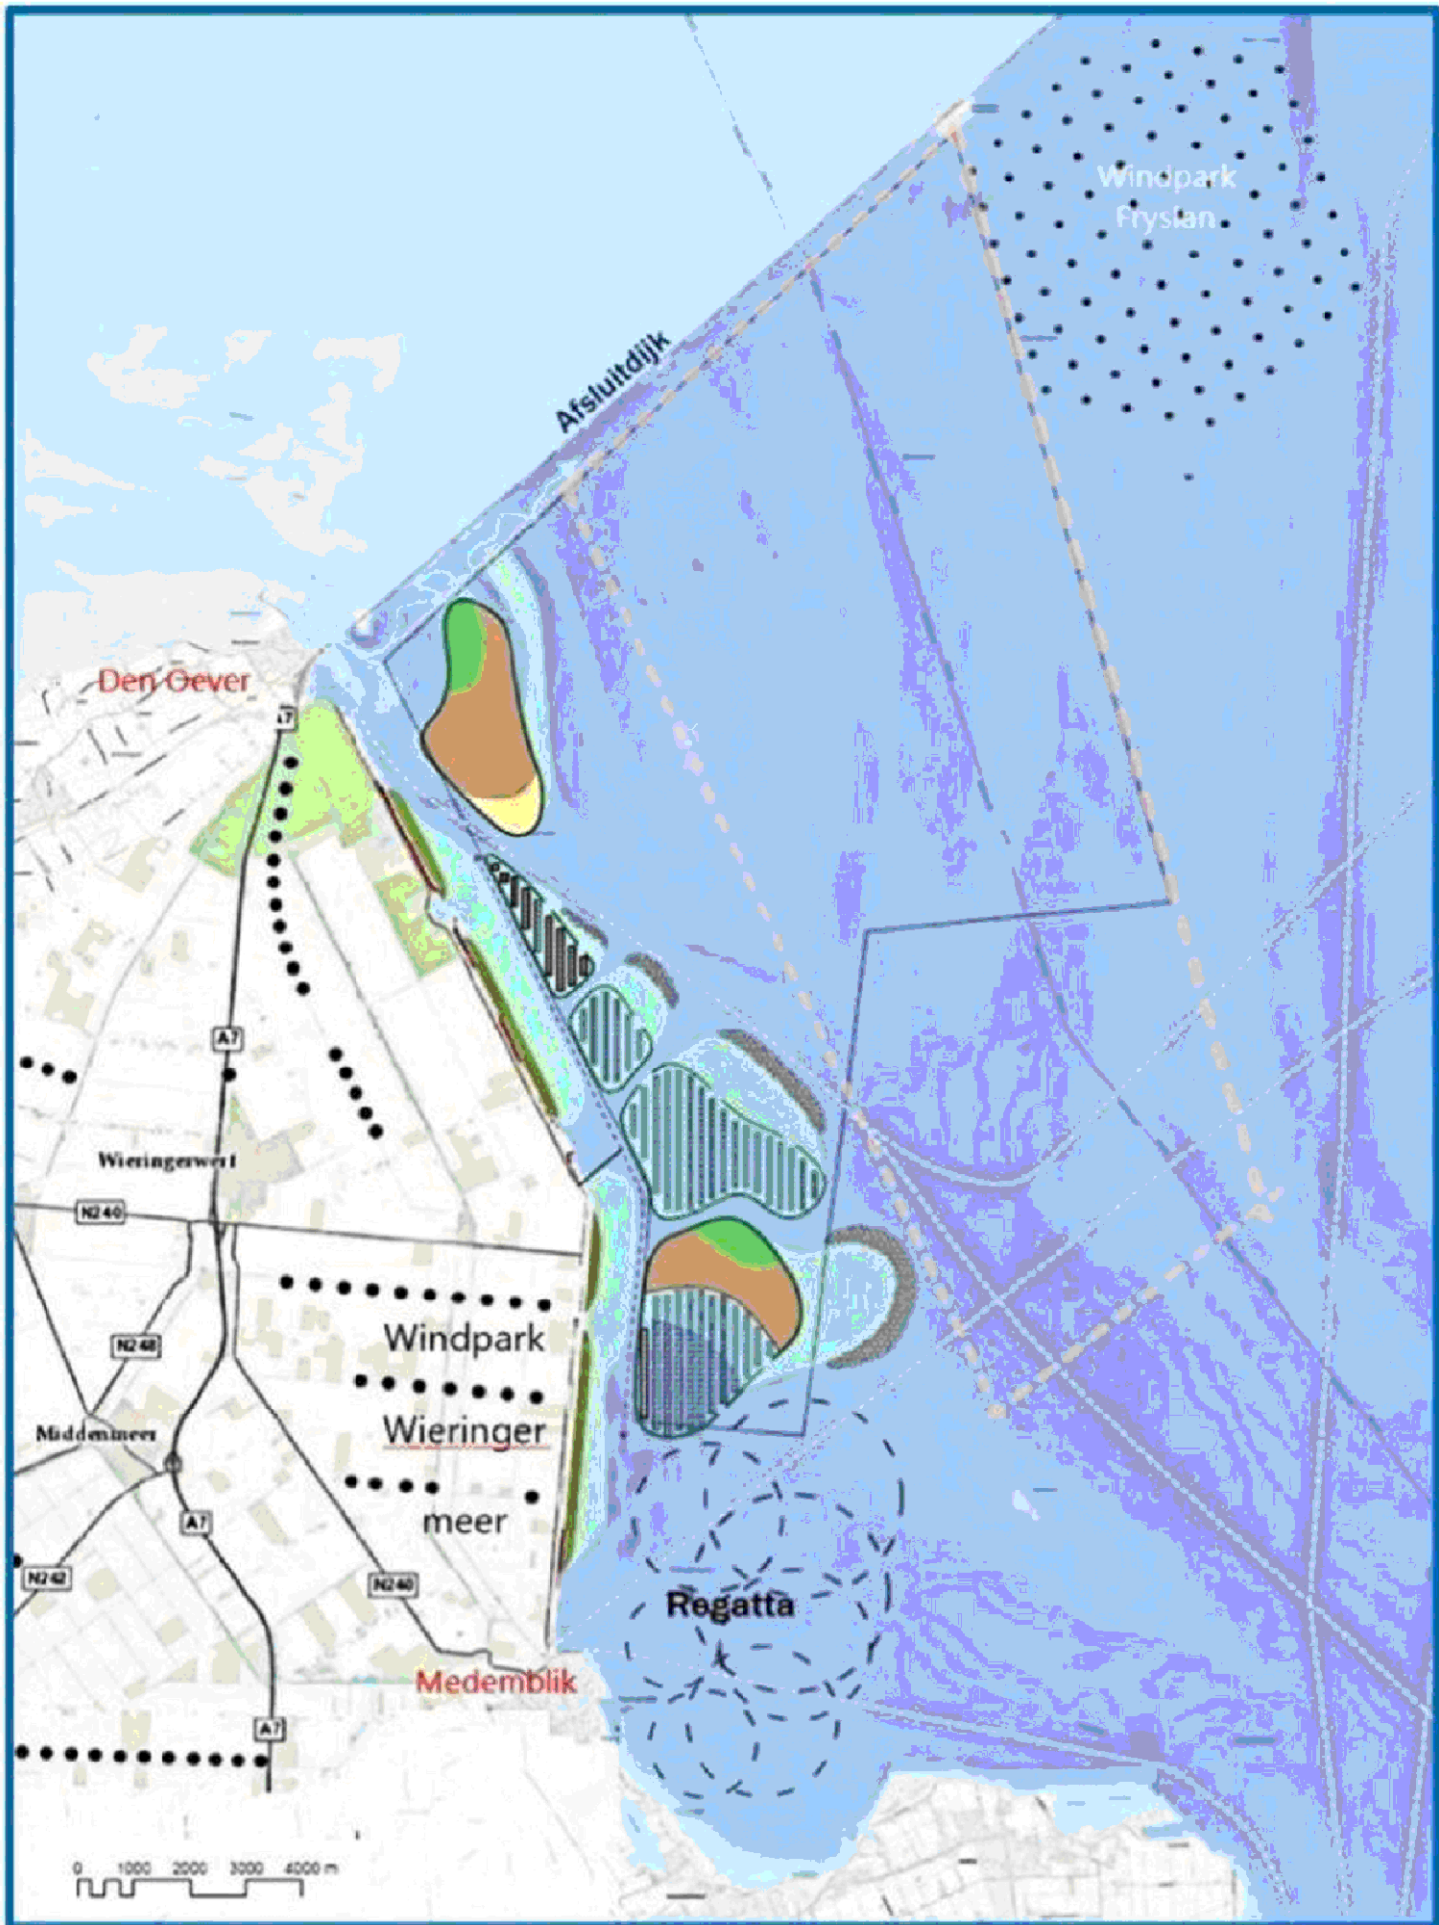 Windpark
Fryslan
Afsluitdijk
Den Oever
A7
A7
Wieringerwerf
N240
Windpark
N248
Wieringer
Middenmeer
meer
A7
N242
N240
Regatta
Medemblik
A7
0 1000 2000 3000 4000 m